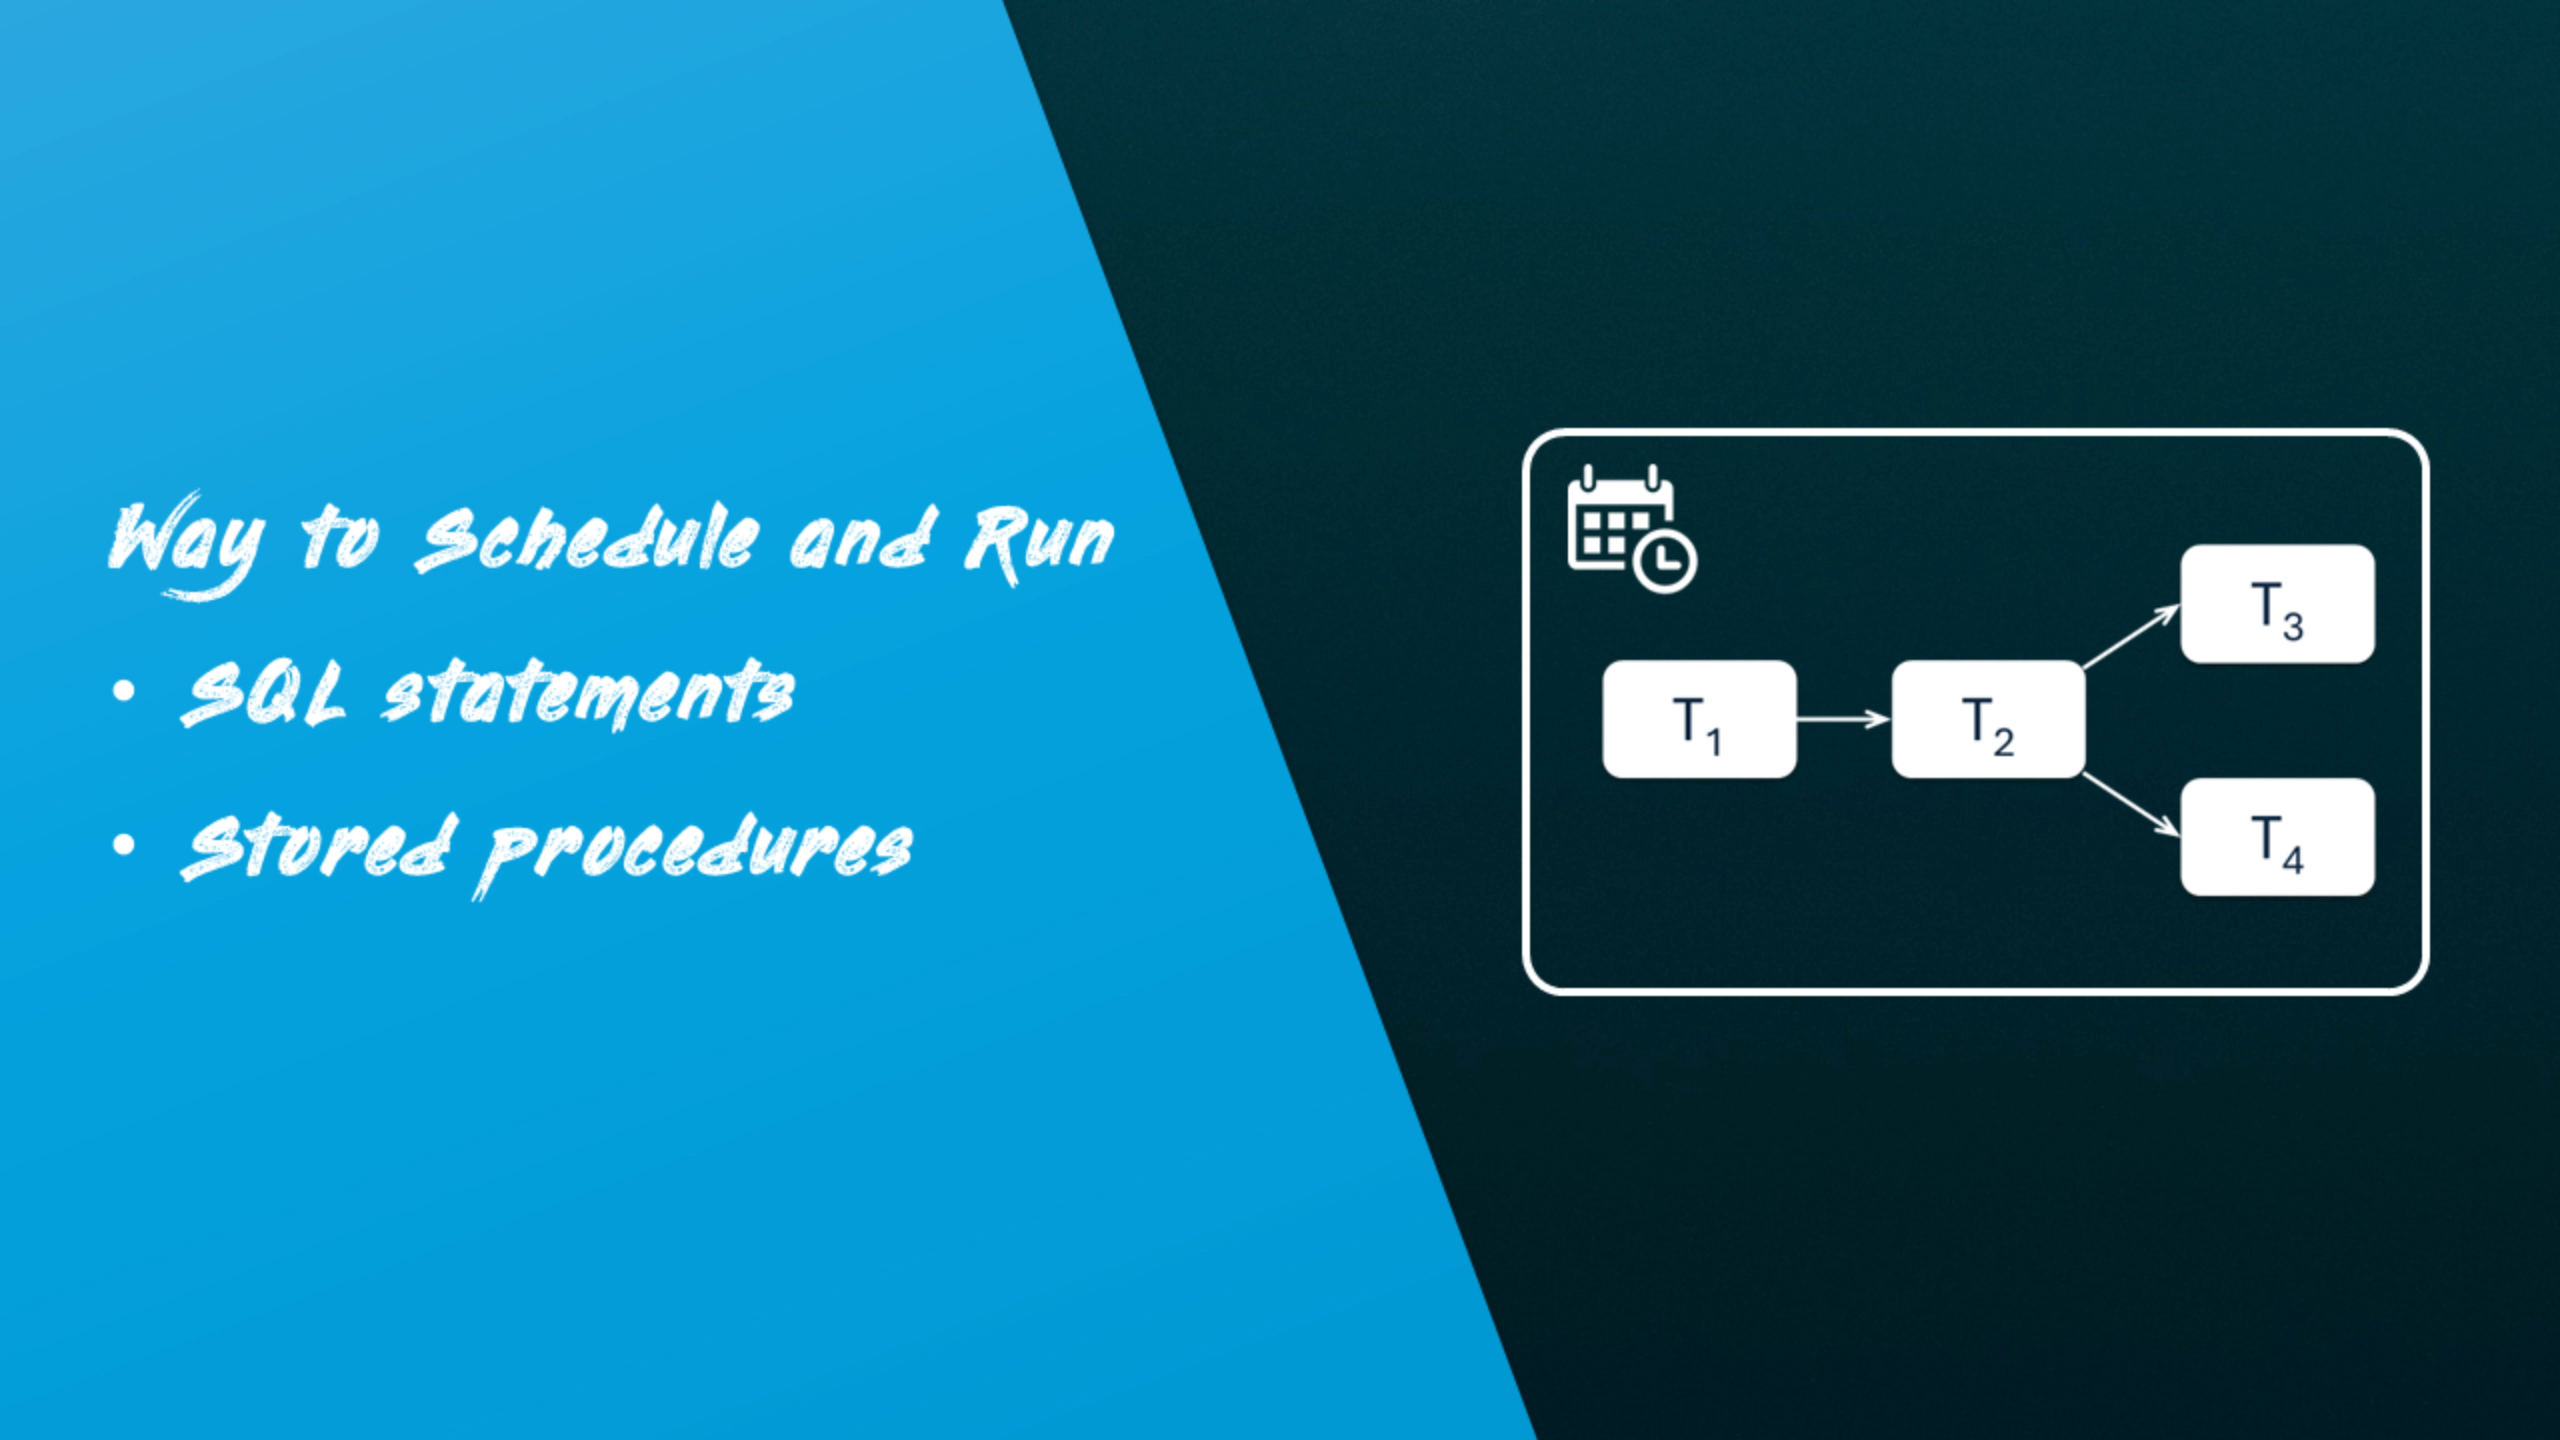 Way to Schedule and Run
• SQL statements
• Stored procedures
T3
T1
T2
T4